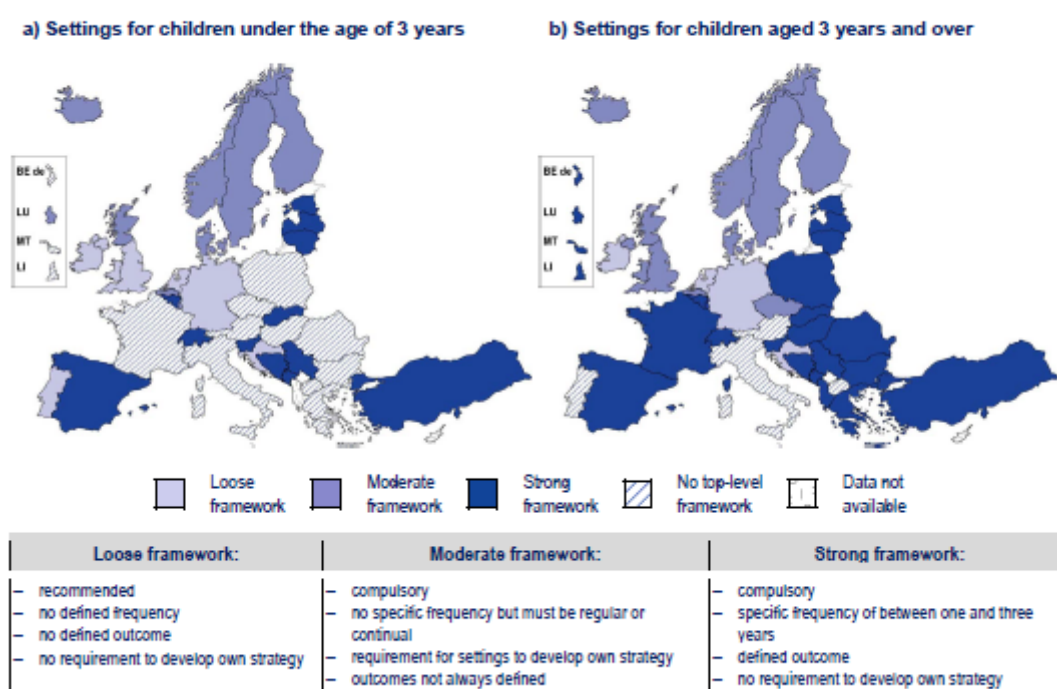 a) Settings for children under the age of 3 years
b) Settings for children aged 3 years and over
BE de
LU
MT
LI
BE de
LU
MT
LI
Loose framework
Moderate framework
Strong framework
No top-level framework
Data not available
Loose framework:
– recommended
– no defined frequency
– no defined outcome
– no requirement to develop own strategy
Moderate framework:
– compulsory
– no specific frequency but must be regular or
continual
– requirement for settings to develop own strategy
– outcomes not always defined
Strong framework:
– compulsory
– specific frequency of between one and three
years
– defined outcome
– no requirement to develop own strategy